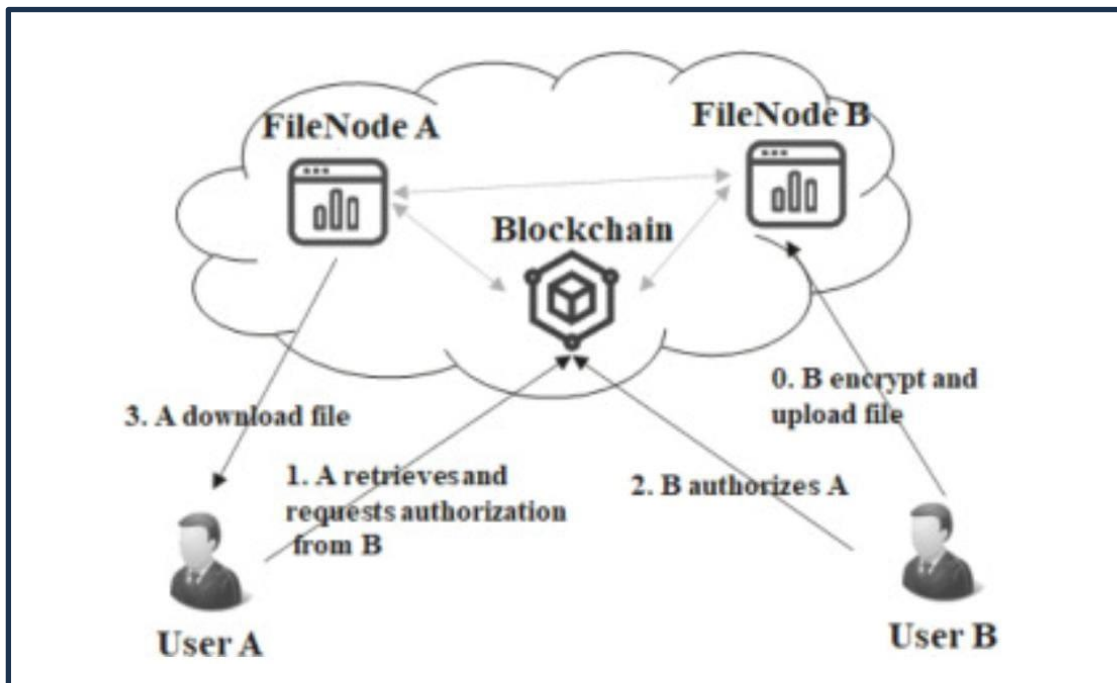 FileNode A
FileNode B
Blockchain
0. B encrypt and
upload file
3. A download file
1. A retrieves and
requests authorization
from B
2. B authorizes A
User A
User B